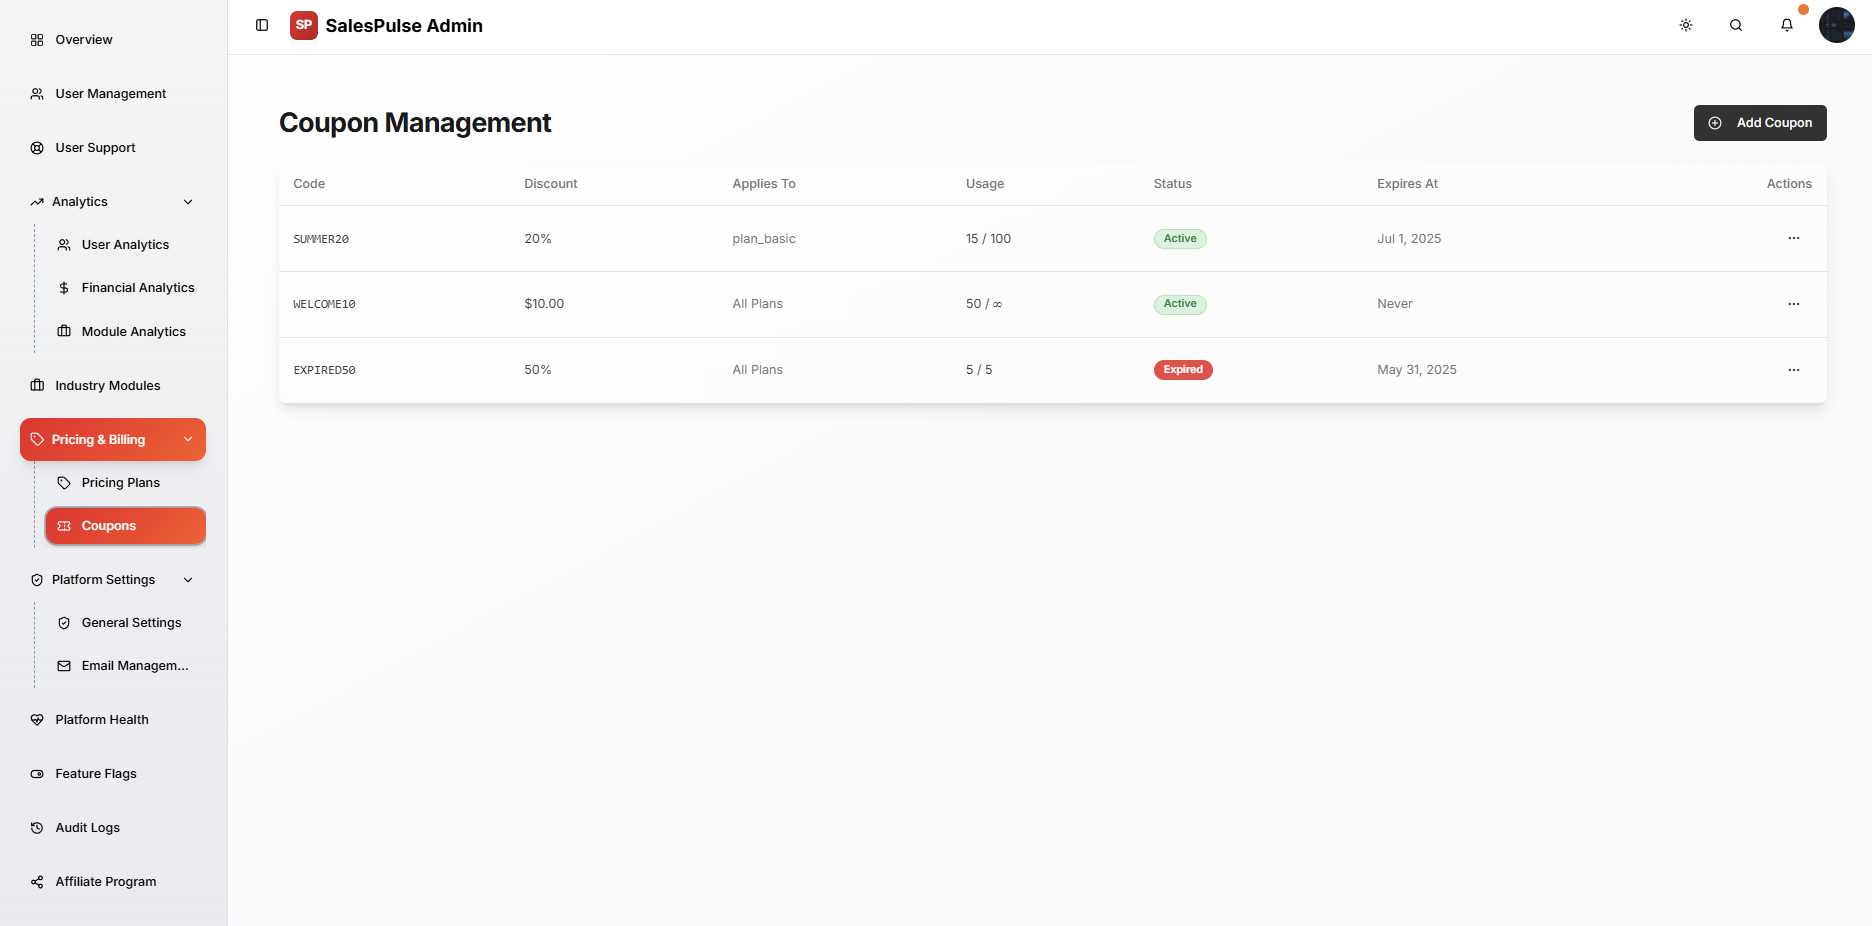 SP SalesPulse Admin
Overview
User Management
User Support
Analytics
User Analytics
Financial Analytics
Module Analytics
Industry Modules
Pricing & Billing
Pricing Plans
Coupons
Platform Settings
General Settings
Email Managem...
Platform Health
Feature Flags
Audit Logs
Affiliate Program
Coupon Management
Add Coupon
Code Discount Applies To Usage Status Expires At Actions
SUMMER20 20% plan_basic 15 / 100 Active Jul 1, 2025
WELCOME10 $10.00 All Plans 50 / ∞ Active Never
EXPIRED50 50% All Plans 5 / 5 Expired May 31, 2025